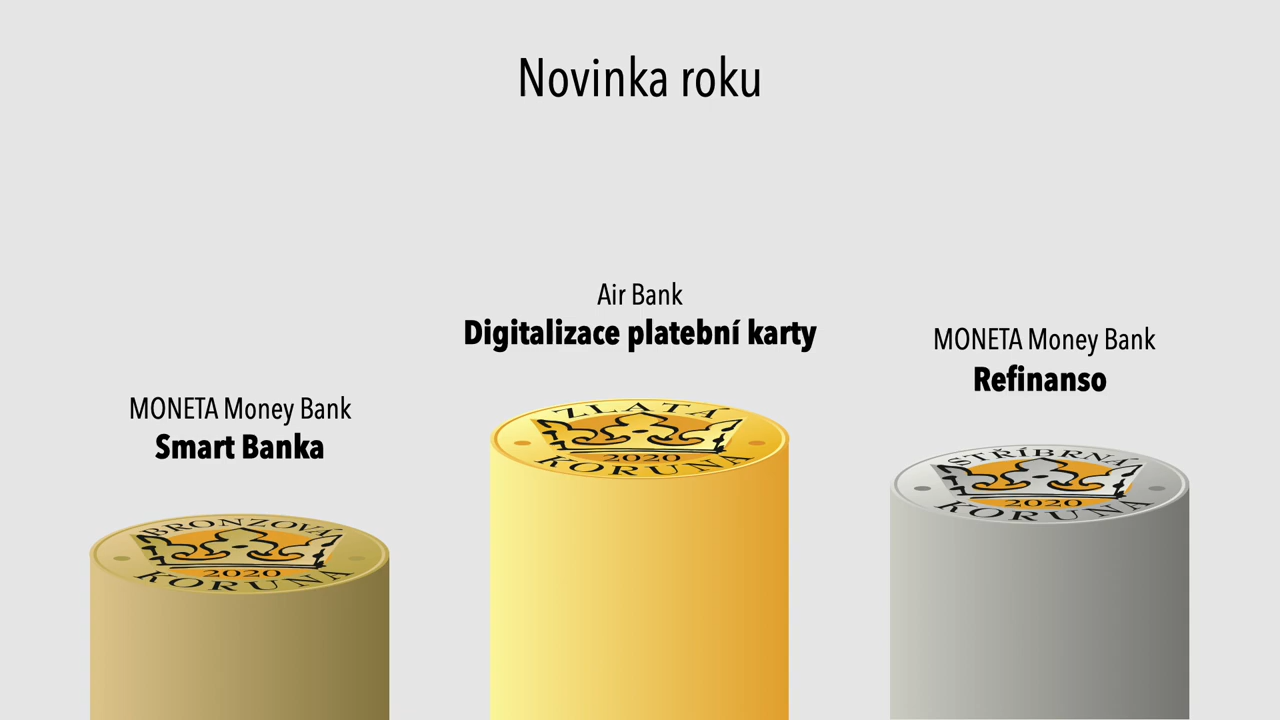 Novinka roku
Air Bank
Digitalizace platební karty
MONETA Money Bank
Refinanso
MONETA Money Bank
Smart Banka
ZLATÁ
2020
KORUNA
STŘÍBRNÁ
2020
KORUNA
BRONZOVÁ
2020
KORUNA